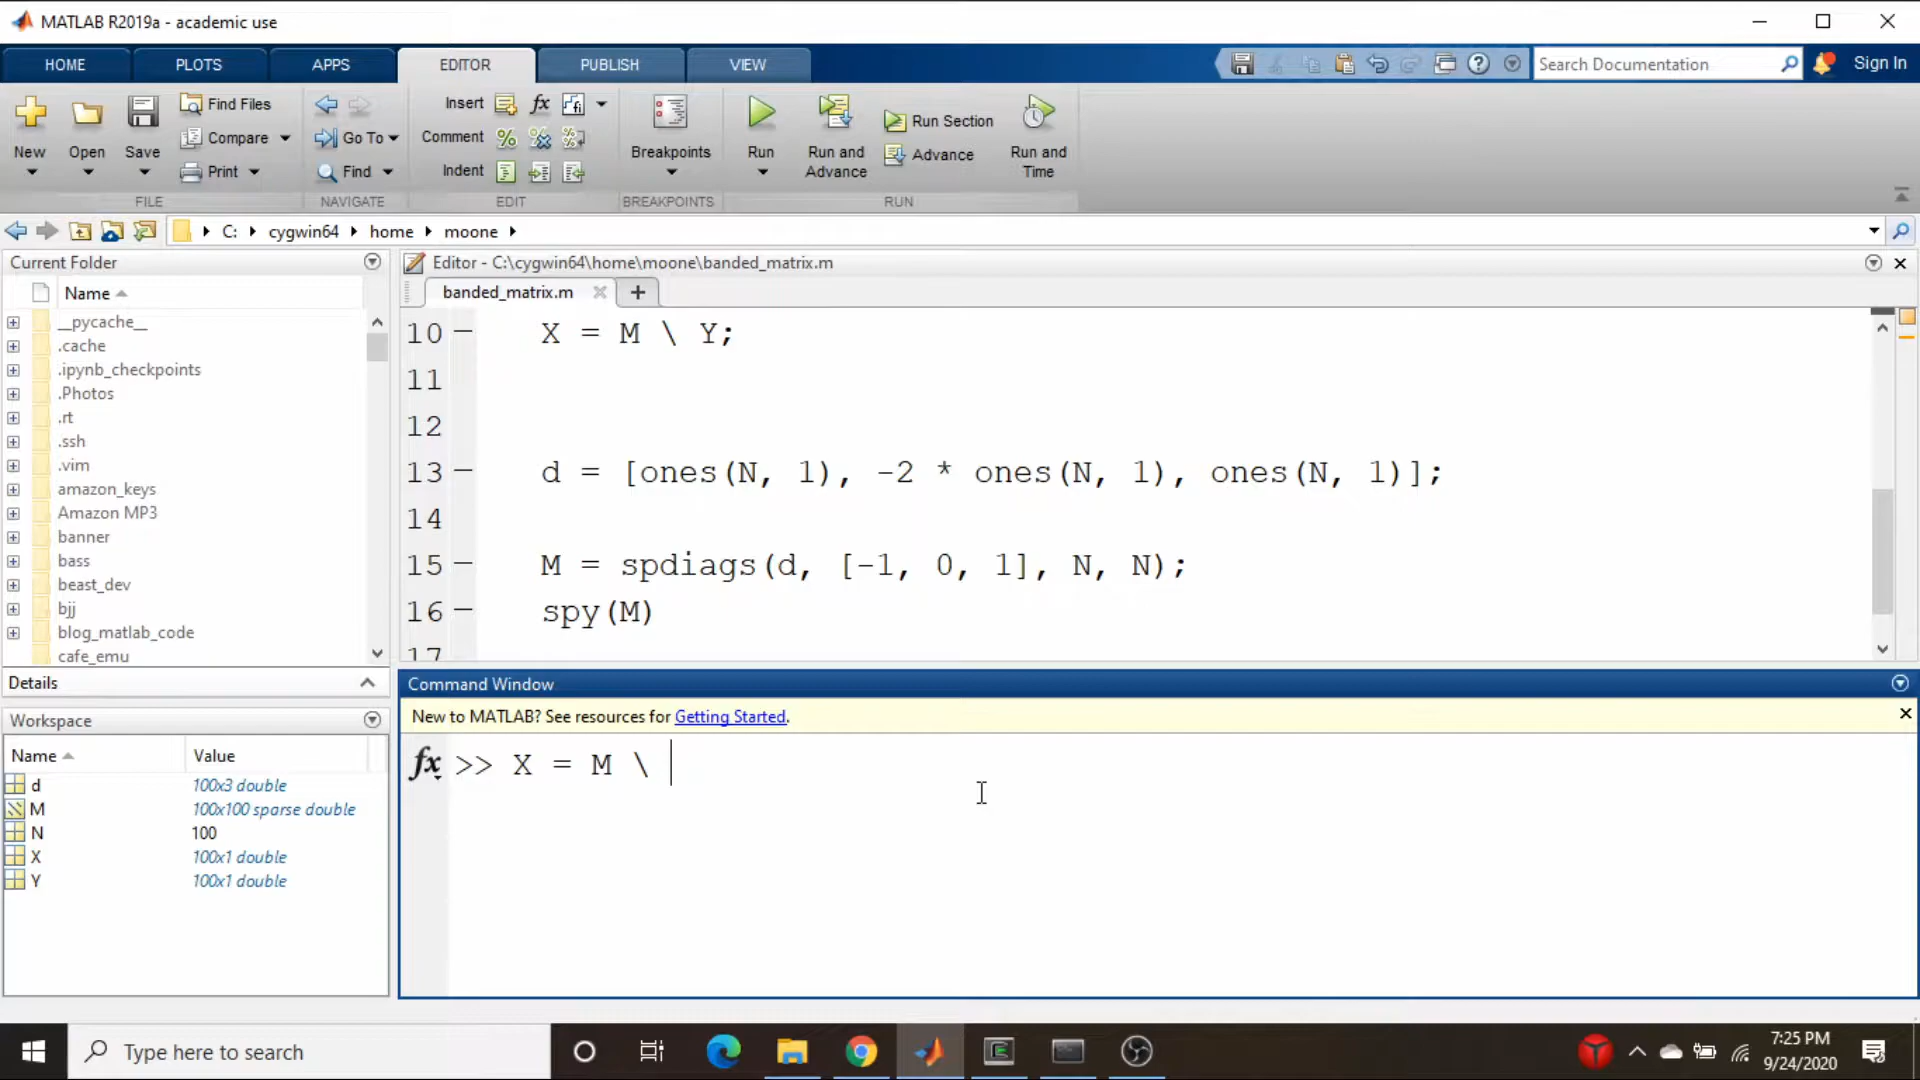 MATLAB R2019a - academic use
HOME PLOTS APPS EDITOR PUBLISH VIEW
Search Documentation
Sign In
New
Open
Save
Find Files
Compare
Print
FILE
Go To
Find
NAVIGATE
Insert fx
Comment
Indent
EDIT
Breakpoints
BREAKPOINTS
Run
Run and
Advance
Run Section
Advance
Run and
Time
RUN
C: cygwin64 home moone
Current Folder
Name
__pycache__
.cache
.ipynb_checkpoints
.Photos
.rt
.ssh
.vim
amazon_keys
Amazon MP3
banner
bass
beast_dev
bjj
blog_matlab_code
cafe_emu
Details
Workspace
Name Value
d 100x3 double
M 100x100 sparse double
N 100
X 100x1 double
Y 100x1 double
Editor - C:\cygwin64\home\moone\banded_matrix.m
banded_matrix.m
10 – X = M \ Y;
11
12
13 – d = [ones(N, 1), -2 * ones(N, 1), ones(N, 1)];
14
15 – M = spdiags(d, [-1, 0, 1], N, N);
16 – spy(M)
17
Command Window
New to MATLAB? See resources for Getting Started.
fx >> X = M \
Type here to search
7:25 PM
9/24/2020